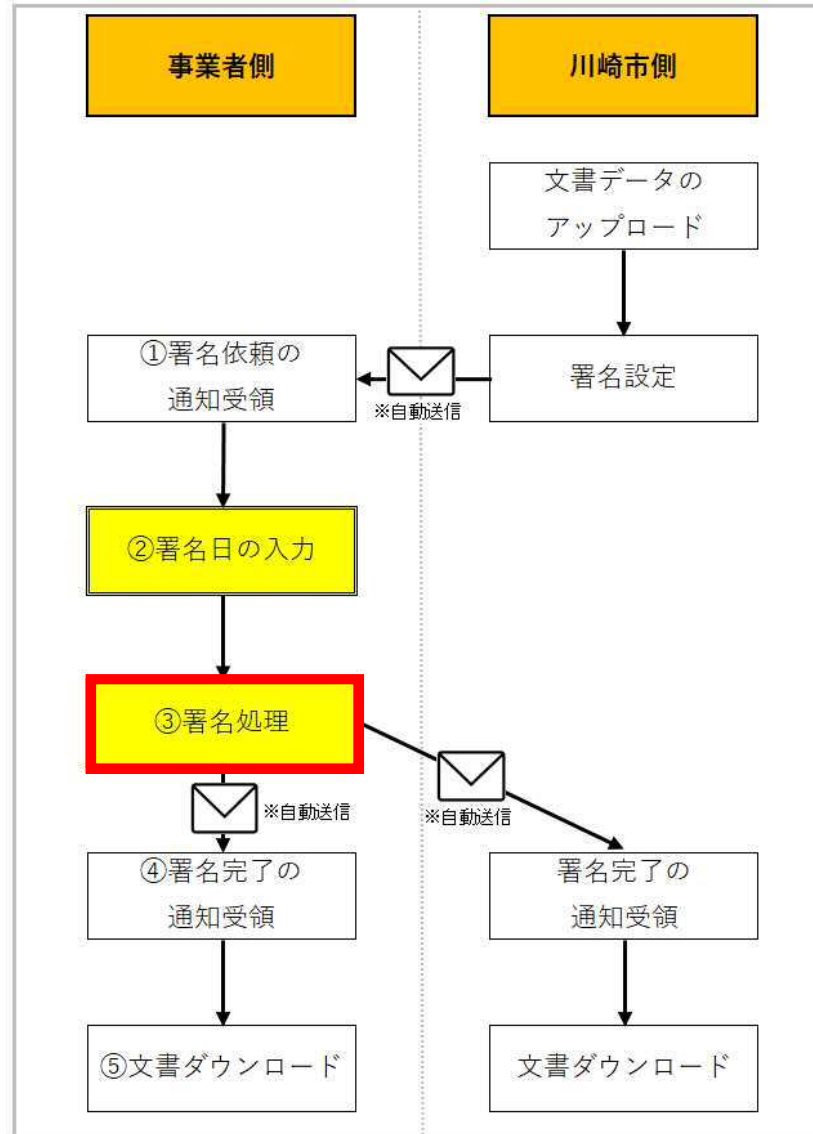 事業者側
川崎市側
文書データの
アップロード
①署名依頼の
通知受領
※自動送信
署名設定
②署名日の入力
③署名処理
※自動送信
※自動送信
④署名完了の
通知受領
署名完了の
通知受領
⑤文書ダウンロード
文書ダウンロード